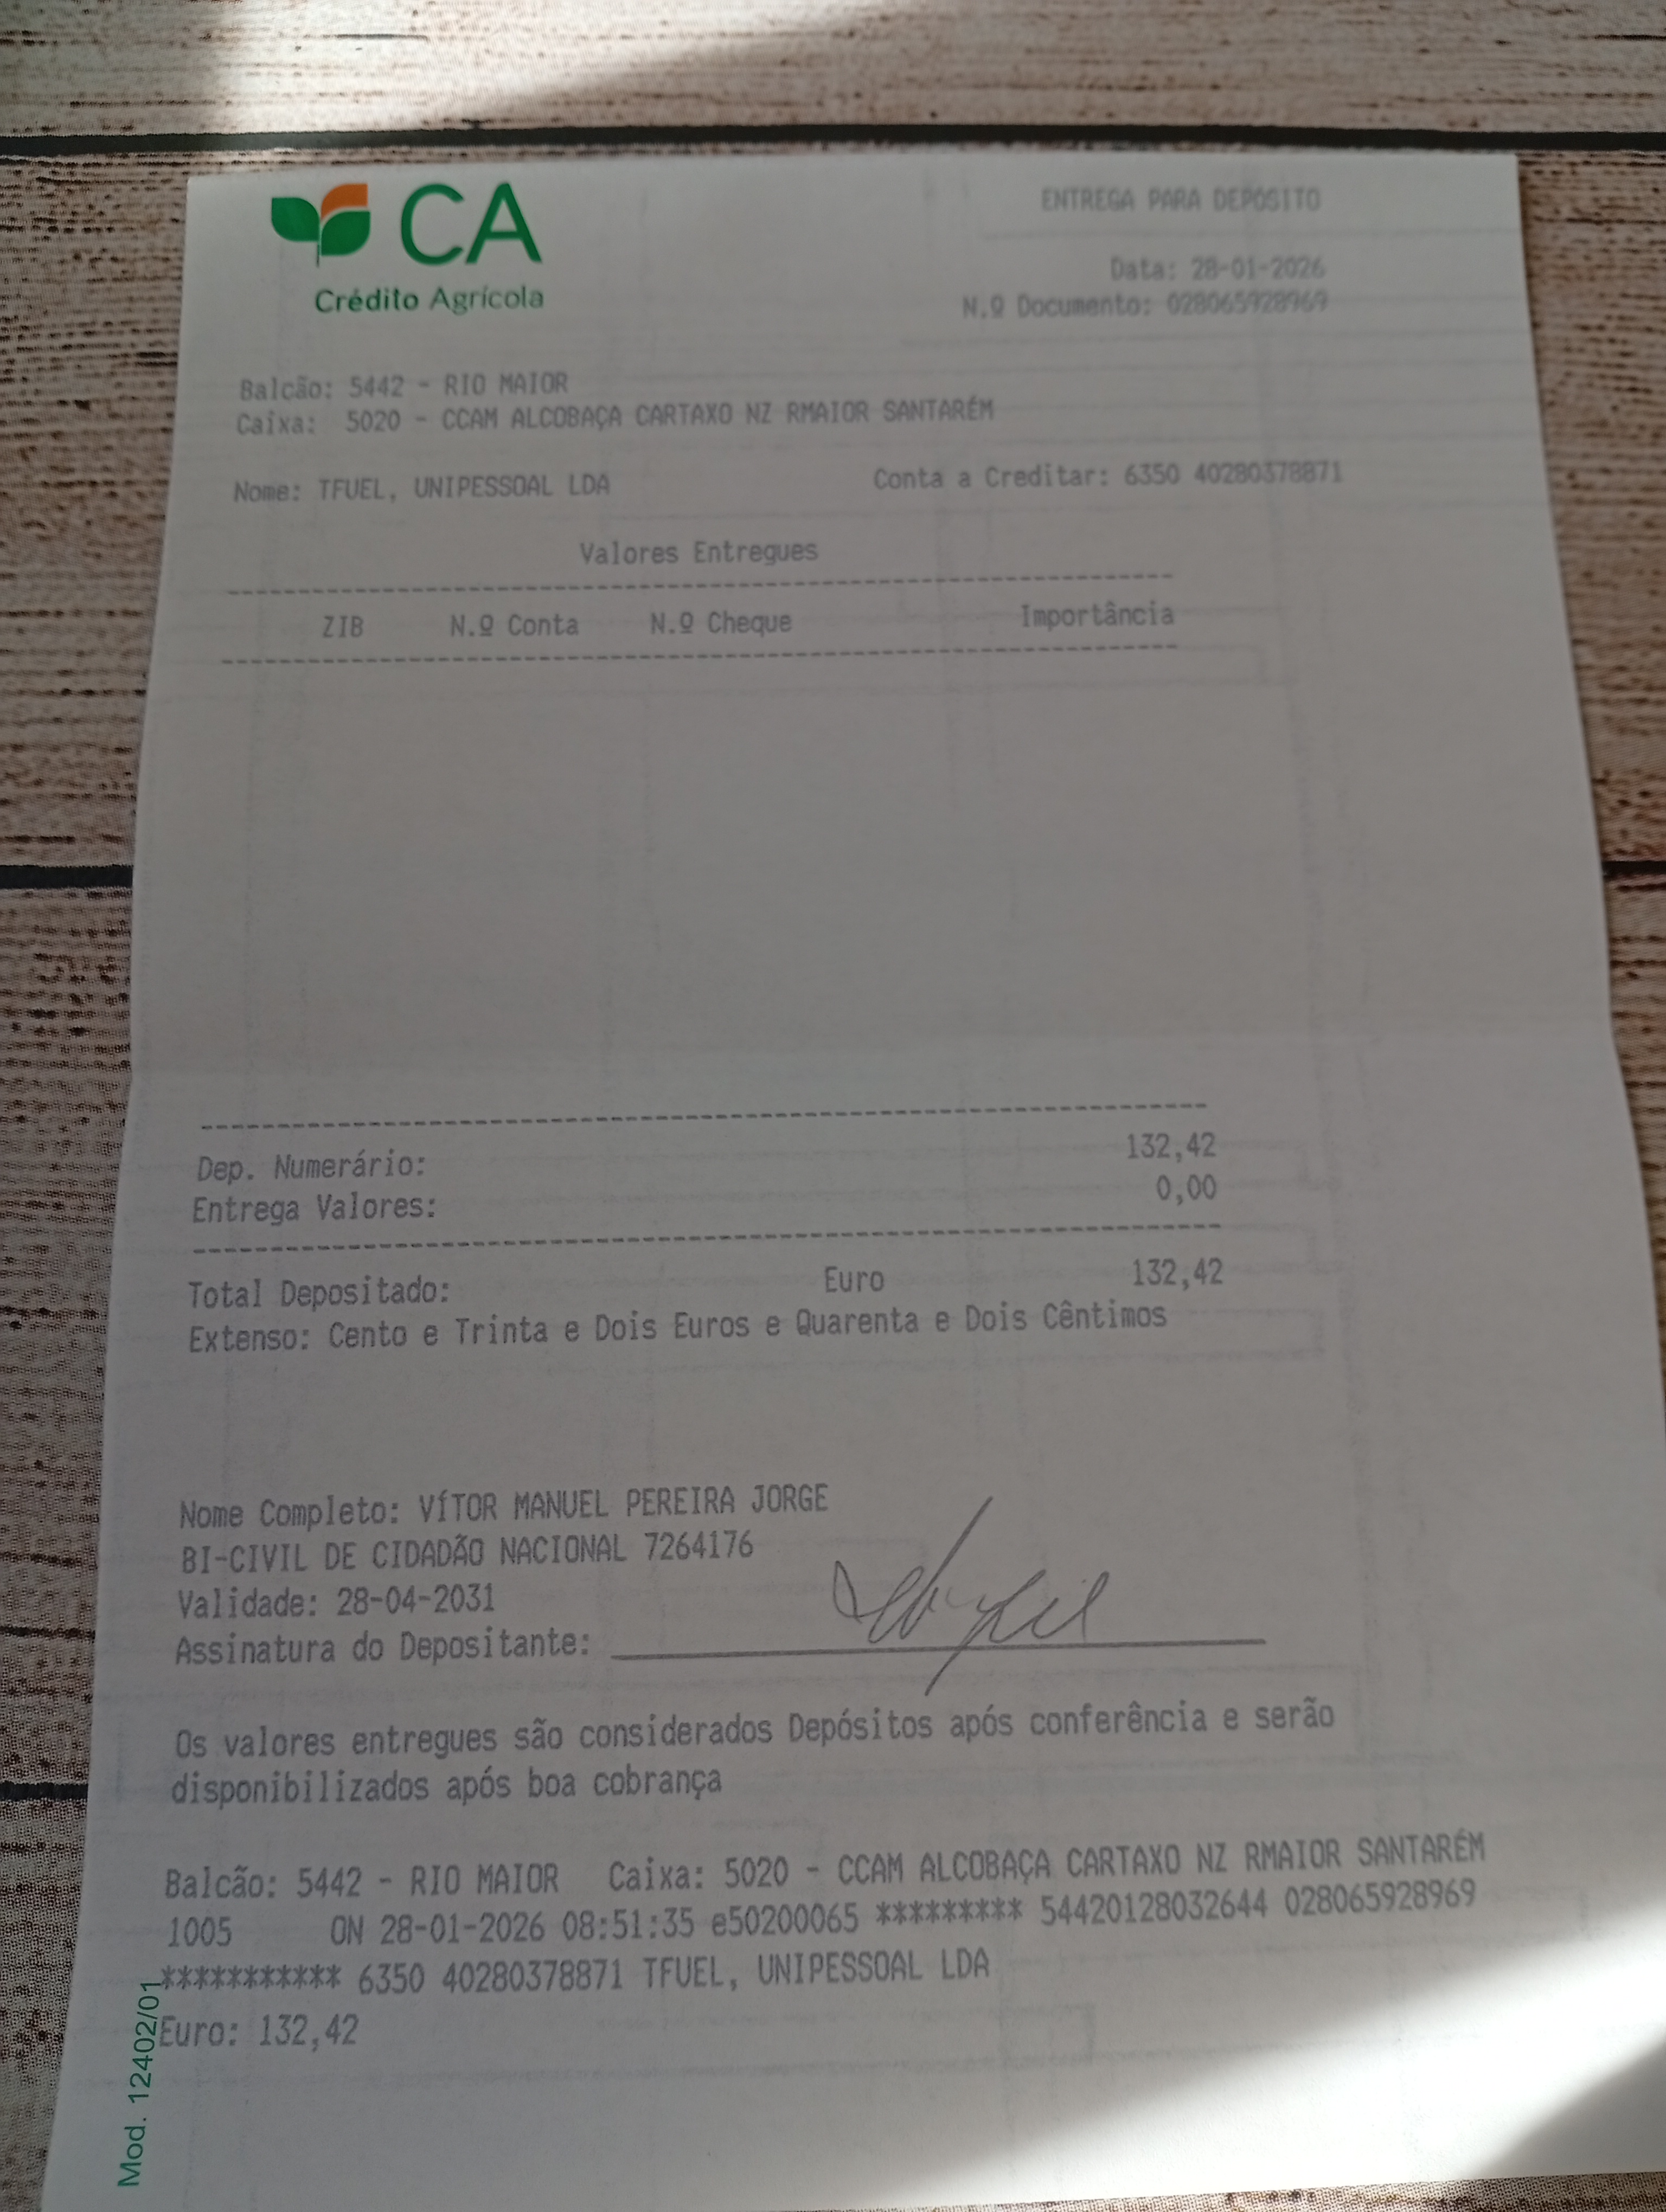 CA
Crédito Agrícola
ENTREGA PARA DEPÓSITO
Data: 28-01-2026
N.º Documento: 028065928969
Balcão: 5442 - RIO MAIOR
Caixa: 5020 - CCAM ALCOBAÇA CARTAXO NZ RMAIOR SANTARÉM
Nome: TFUEL, UNIPESSOAL LDA Conta a Creditar: 6350 40280378871
Valores Entregues
ZIB N.º Conta N.º Cheque Importância
Dep. Numerário: 132,42
Entrega Valores: 0,00
Total Depositado: Euro 132,42
Extenso: Cento e Trinta e Dois Euros e Quarenta e Dois Cêntimos
Nome Completo: VÍTOR MANUEL PEREIRA JORGE
BI-CIVIL DE CIDADÃO NACIONAL 7264176
Validade: 28-04-2031
Assinatura do Depositante:
Os valores entregues são considerados Depósitos após conferência e serão
disponibilizados após boa cobrança
Balcão: 5442 - RIO MAIOR Caixa: 5020 - CCAM ALCOBAÇA CARTAXO NZ RMAIOR SANTARÉM
1005 ON 28-01-2026 08:51:35 e50200065 ********* 54420128032644 028065928969
*********** 6350 40280378871 TFUEL, UNIPESSOAL LDA
Euro: 132,42
Mod. 12402/01